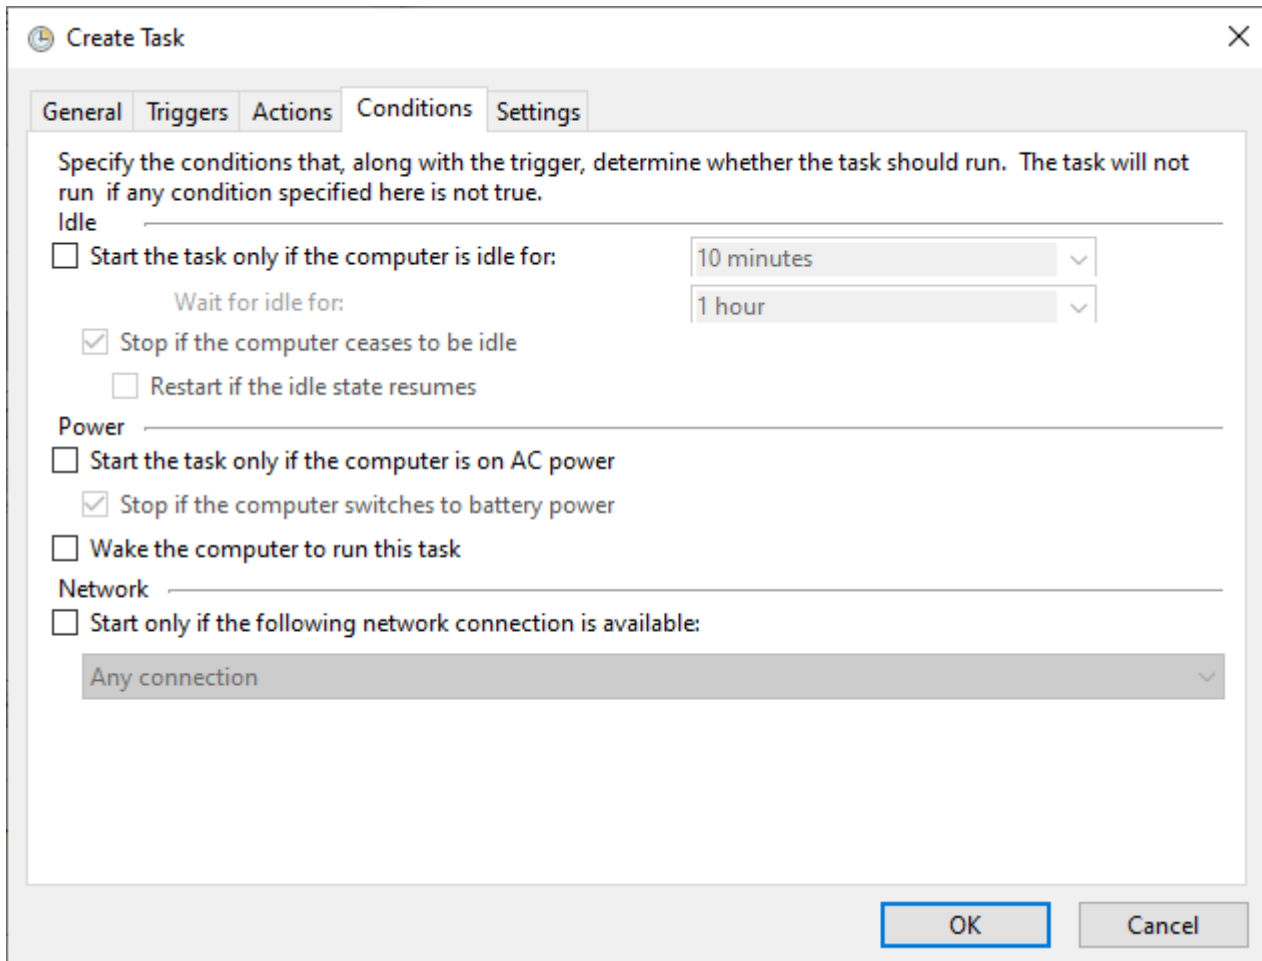 Create Task
General Triggers Actions Conditions Settings
Specify the conditions that, along with the trigger, determine whether the task should run.  The task will not
run  if any condition specified here is not true.
Idle
Start the task only if the computer is idle for: 10 minutes
Wait for idle for: 1 hour
Stop if the computer ceases to be idle
Restart if the idle state resumes
Power
Start the task only if the computer is on AC power
Stop if the computer switches to battery power
Wake the computer to run this task
Network
Start only if the following network connection is available:
Any connection
OK Cancel